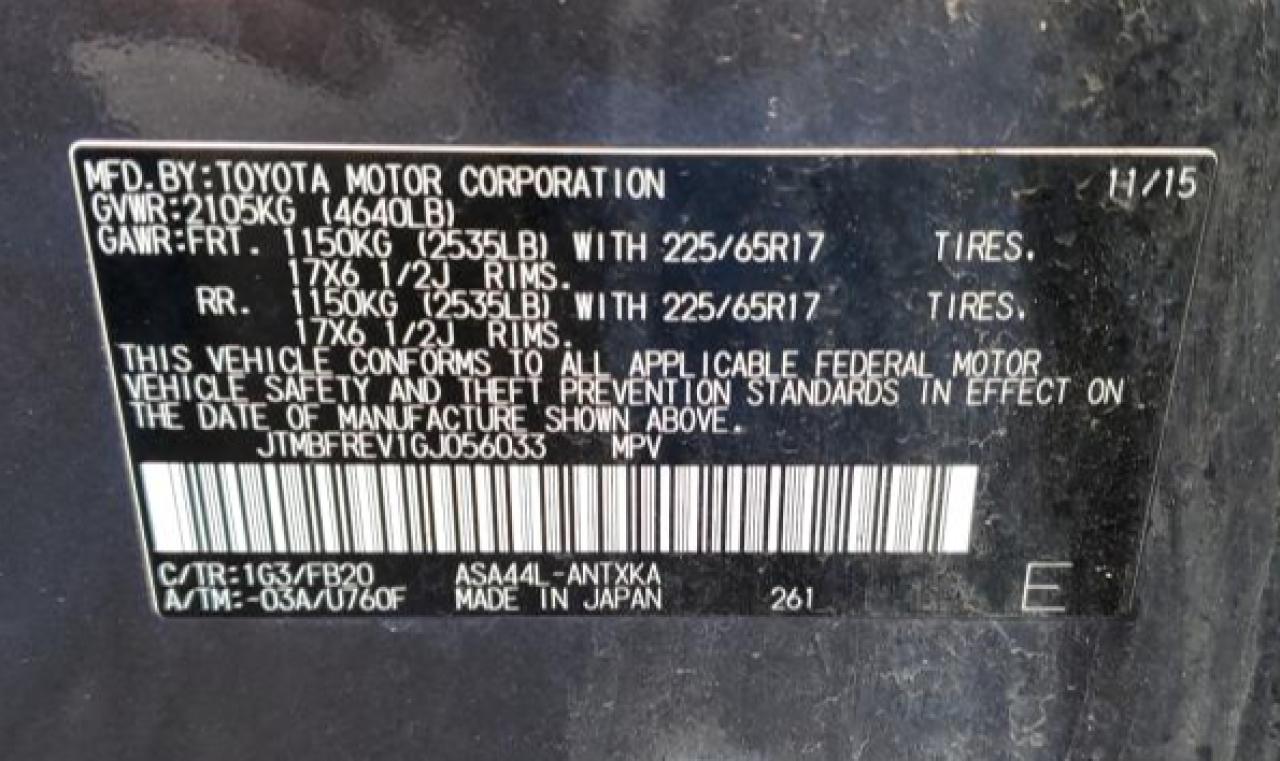 MFD.BY:TOYOTA MOTOR CORPORATION 11/15
GVWR:2105KG (4640LB)
GAWR:FRT. 1150KG (2535LB) WITH 225/65R17 TIRES.
17X6 1/2J RIMS.
RR. 1150KG (2535LB) WITH 225/65R17 TIRES.
17X6 1/2J RIMS.
THIS VEHICLE CONFORMS TO ALL APPLICABLE FEDERAL MOTOR
VEHICLE SAFETY AND THEFT PREVENTION STANDARDS IN EFFECT ON
THE DATE OF MANUFACTURE SHOWN ABOVE.
JTMBFREV1GJ056033 MPV
C/TR:1G3/FB20 ASA44L-ANTXKA
A/TM:-03A/U760F MADE IN JAPAN 261 E